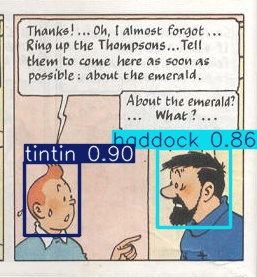 Thanks! ... Oh, I almost forgot ...
Ring up the Thompsons... Tell
them to come here as soon as
possible : about the emerald.
About the emerald?
... What ? ...
tintin 0.90
haddock 0.86